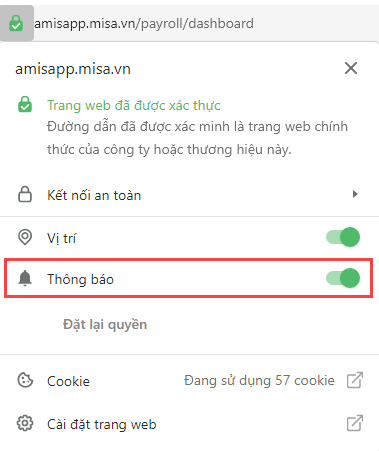 amisapp.misa.vn/payroll/dashboard
amisapp.misa.vn
Trang web đã được xác thực
Đường dẫn đã được xác minh là trang web chính
thức của công ty hoặc thương hiệu này.
Kết nối an toàn
Vị trí
Thông báo
Đặt lại quyền
Cookie Đang sử dụng 57 cookie
Cài đặt trang web